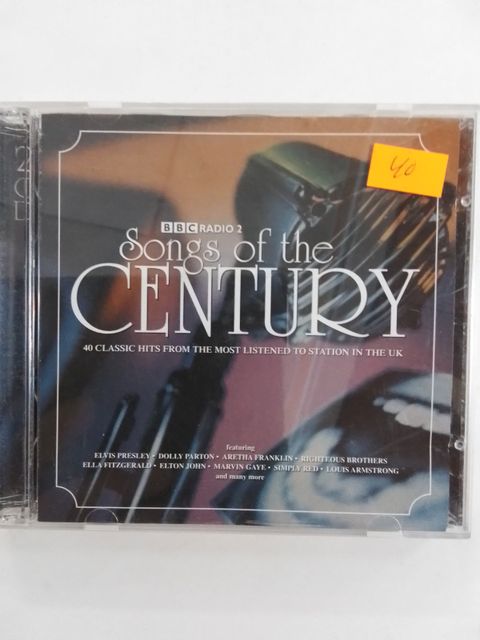 40
BBC RADIO 2
Songs of the
CENTURY
40 CLASSIC HITS FROM THE MOST LISTENED TO STATION IN THE UK
featuring
ELVIS PRESLEY • DOLLY PARTON • ARETHA FRANKLIN • RIGHTEOUS BROTHERS
ELLA FITZGERALD • ELTON JOHN • MARVIN GAYE • SIMPLY RED • LOUIS ARMSTRONG
and many more